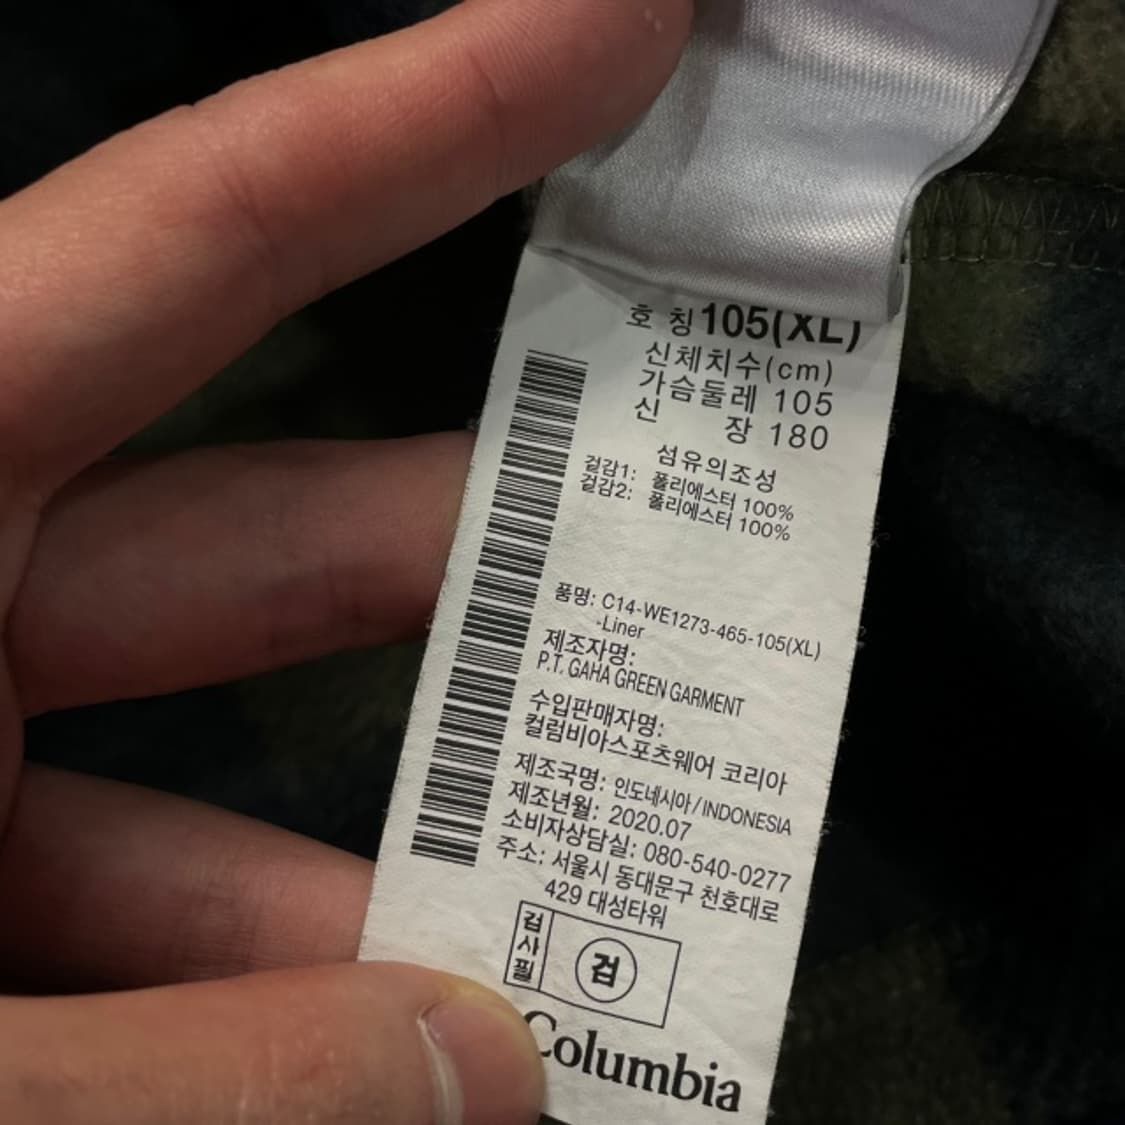 호 칭 105(XL)
신체치수(cm)
가슴둘레 105
신 장 180
섬유의조성
겉감1: 폴리에스터 100%
겉감2: 폴리에스터 100%
품명: C14-WE1273-465-105(XL)
-Liner
제조자명:
P.T. GAHA GREEN GARMENT
수입판매자명:
컬럼비아스포츠웨어 코리아
제조국명: 인도네시아/INDONESIA
제조년월: 2020.07
소비자상담실: 080-540-0277
주소: 서울시 동대문구 천호대로
429 대성타워
검사필
검
Columbia